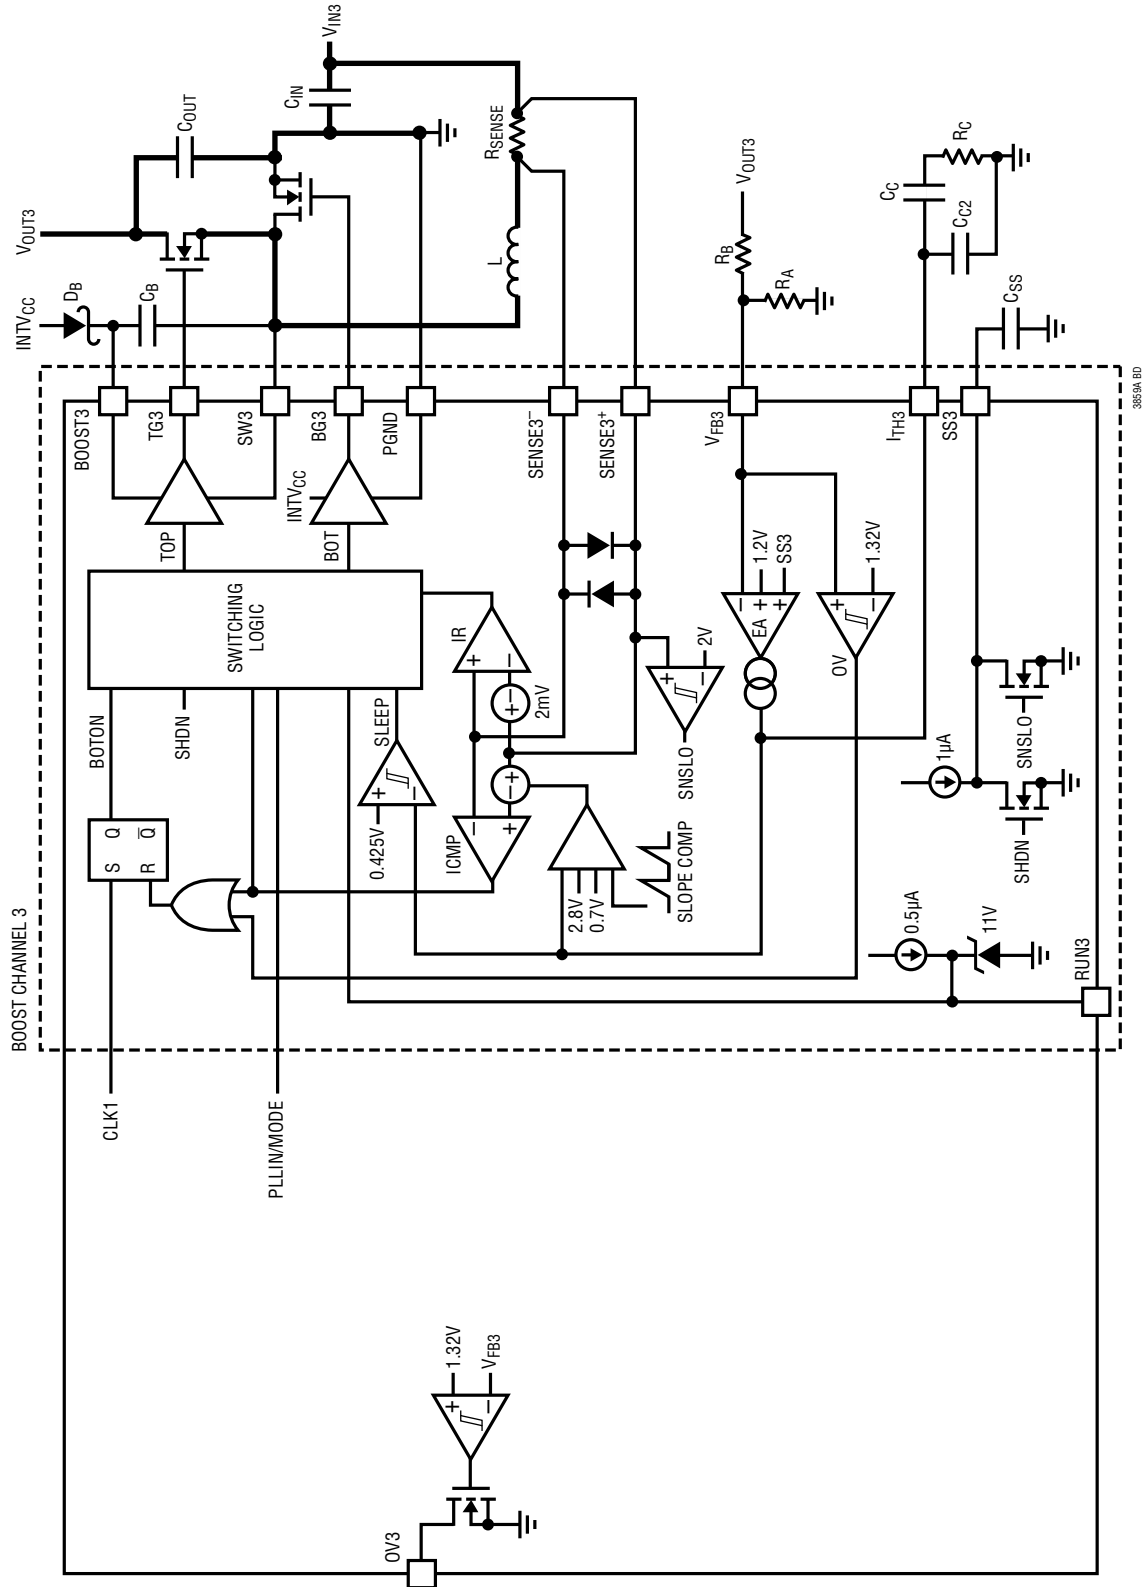 BOOST CHANNEL 3
INTVCC
DB
CB
VOUT3
COUT
CIN
VIN3
RSENSE
L
BOOST3
TG3
SW3
BG3
PGND
SENSE3–
SENSE3+
VFB3
ITH3
SS3
RB
VOUT3
RA
CC
RC
CC2
CSS
TOP
INTVCC
BOT
SWITCHING
LOGIC
BOTON
SHDN
SLEEP
S Q
R Q̅
CLK1
PLLIN/MODE
IR
+
–
– +
2mV
– +
ICMP
–
+
+
–
0.425V
2.8V
0.7V
SLOPE COMP
+
–
2V
SNSLO
–
+
+
EA
1.2V
SS3
+
–
OV
1.32V
1µA
SNSLO
SHDN
0.5µA
11V
RUN3
OV3
+
–
1.32V
VFB3
3859A BD